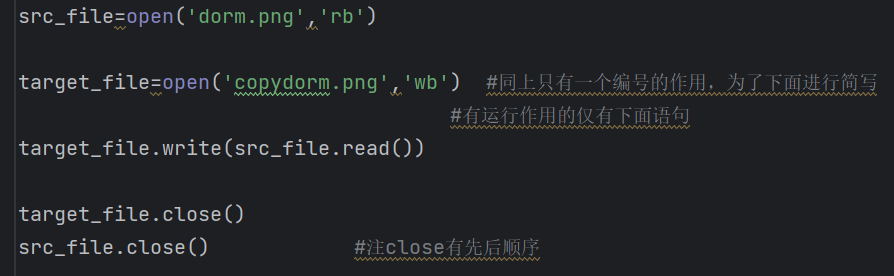 src_file=open('dorm.png','rb')
target_file=open('copydorm.png','wb')  #同上只有一个编号的作用，为了下面进行简写
#有运行作用的仅有下面语句
target_file.write(src_file.read())
target_file.close()
src_file.close()            #注close有先后顺序